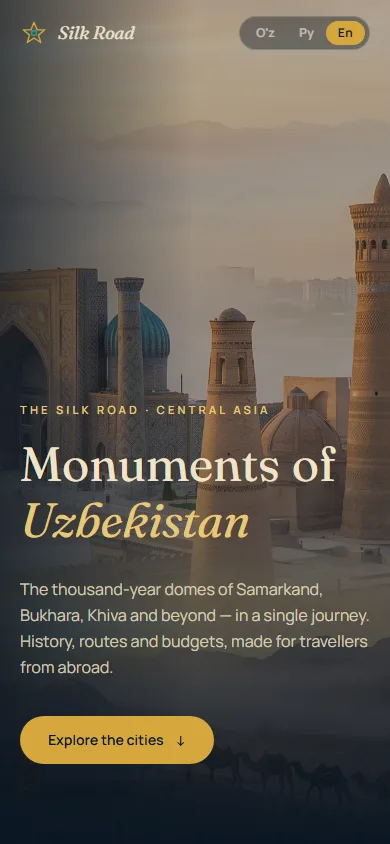 Silk Road
O'z Ру En
THE SILK ROAD · CENTRAL ASIA
Monuments of
Uzbekistan
The thousand-year domes of Samarkand,
Bukhara, Khiva and beyond — in a single journey.
History, routes and budgets, made for travellers
from abroad.
Explore the cities ↓